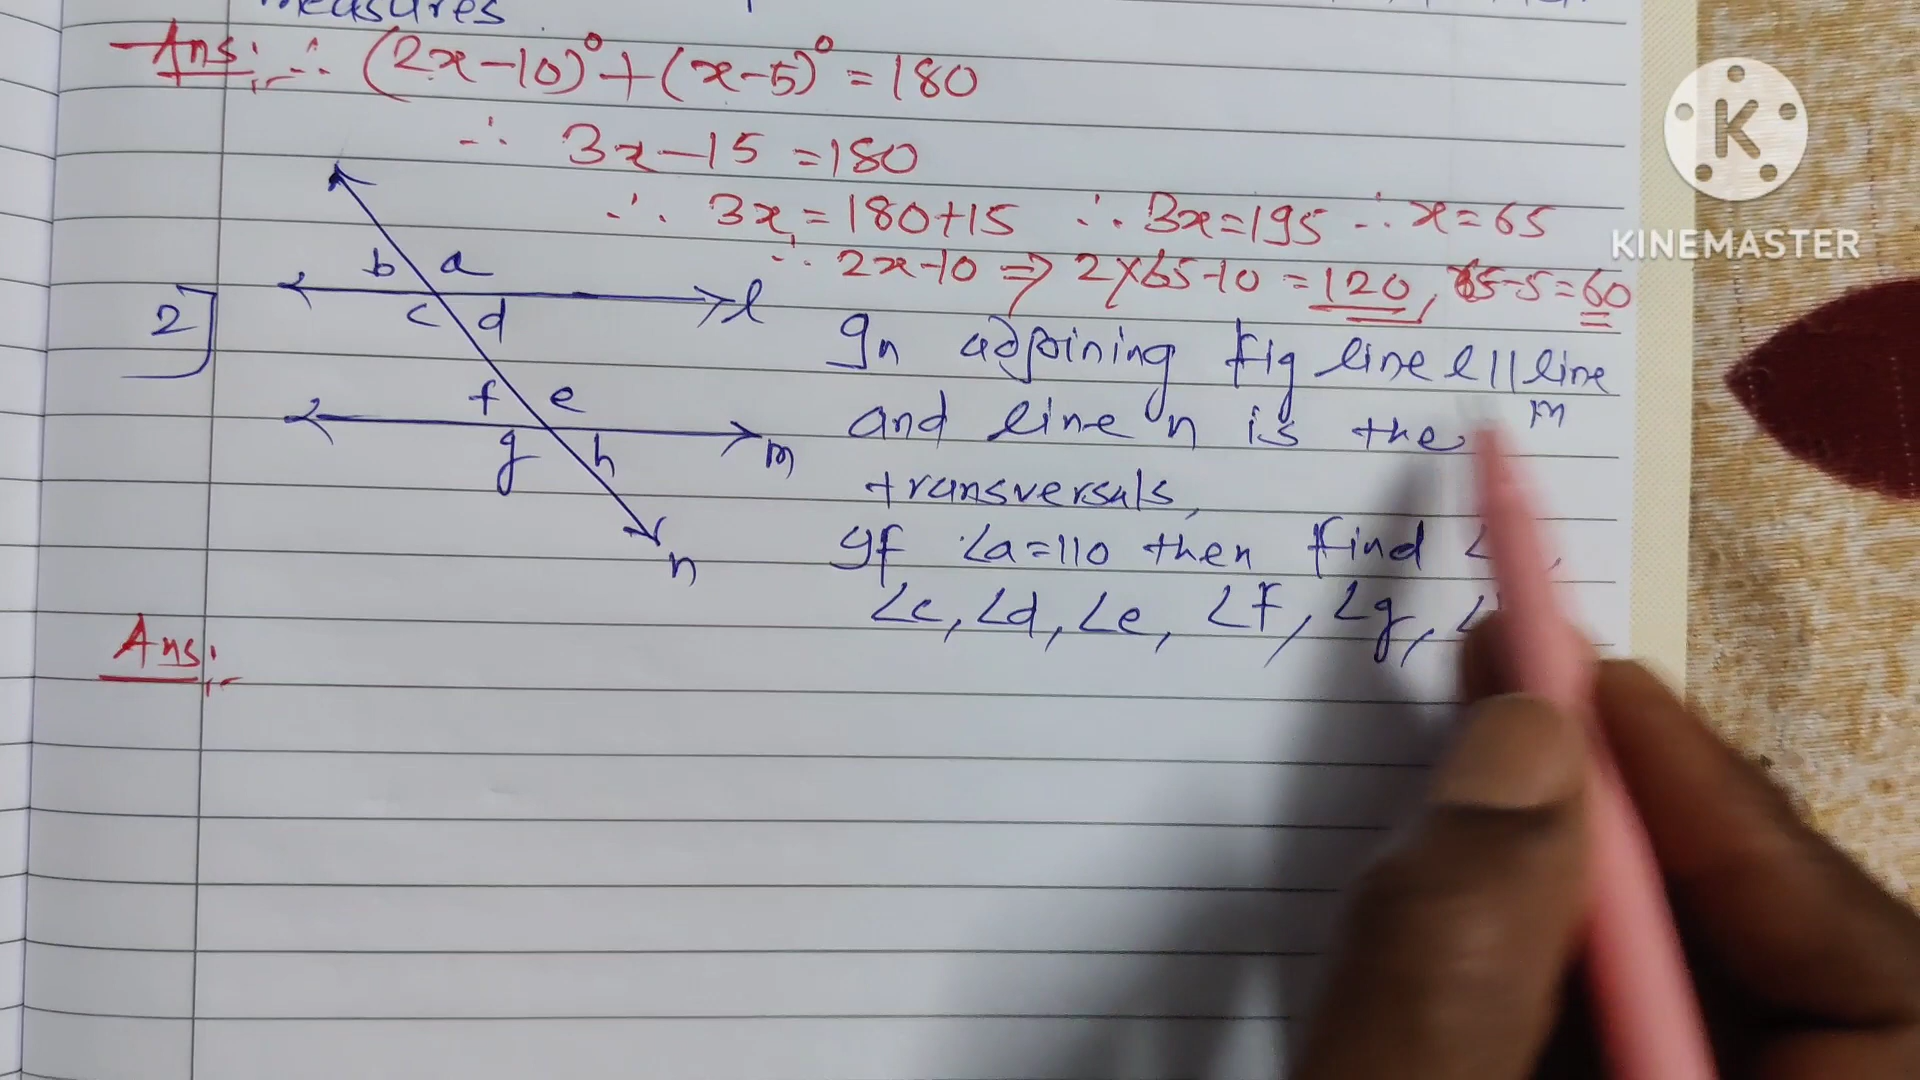 measures
Ans:- ∴ (2x-10)° + (x-5)° = 180
∴ 3x-15 = 180
∴ 3x = 180+15 ∴ 3x=195 ∴ x=65
∴ 2x-10 ⇒ 2×65-10 = 120, 65-5=60
2]
b a
l
c d
f e
m
g h
n
In adjoining fig line l || line m
and line n is the
transversals,
If ∠a=110 then find ∠
∠c, ∠d, ∠e, ∠f, ∠g, ∠
Ans:-
K
KINEMASTER